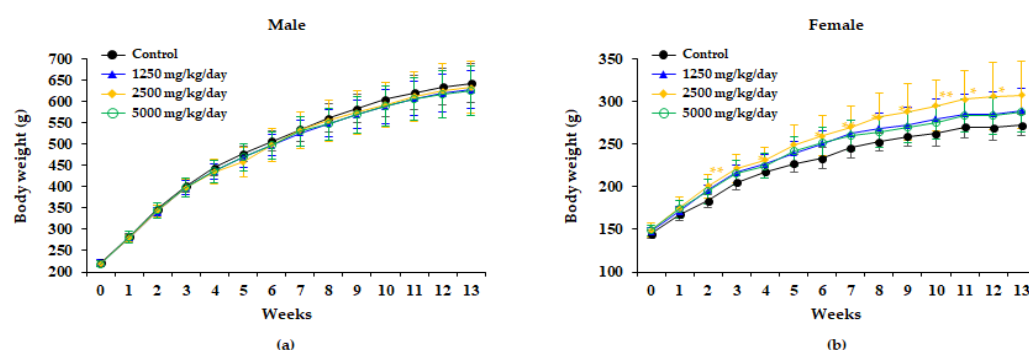 Male
700
650
600
550
500
450
400
350
300
250
200
Body weight (g)
Control
1250 mg/kg/day
2500 mg/kg/day
5000 mg/kg/day
0 1 2 3 4 5 6 7 8 9 10 11 12 13
Weeks
(a)
Female
350
300
250
200
150
100
Body weight (g)
Control
1250 mg/kg/day
2500 mg/kg/day
5000 mg/kg/day
**
*
*
**
*
*
0 1 2 3 4 5 6 7 8 9 10 11 12 13
Weeks
(b)